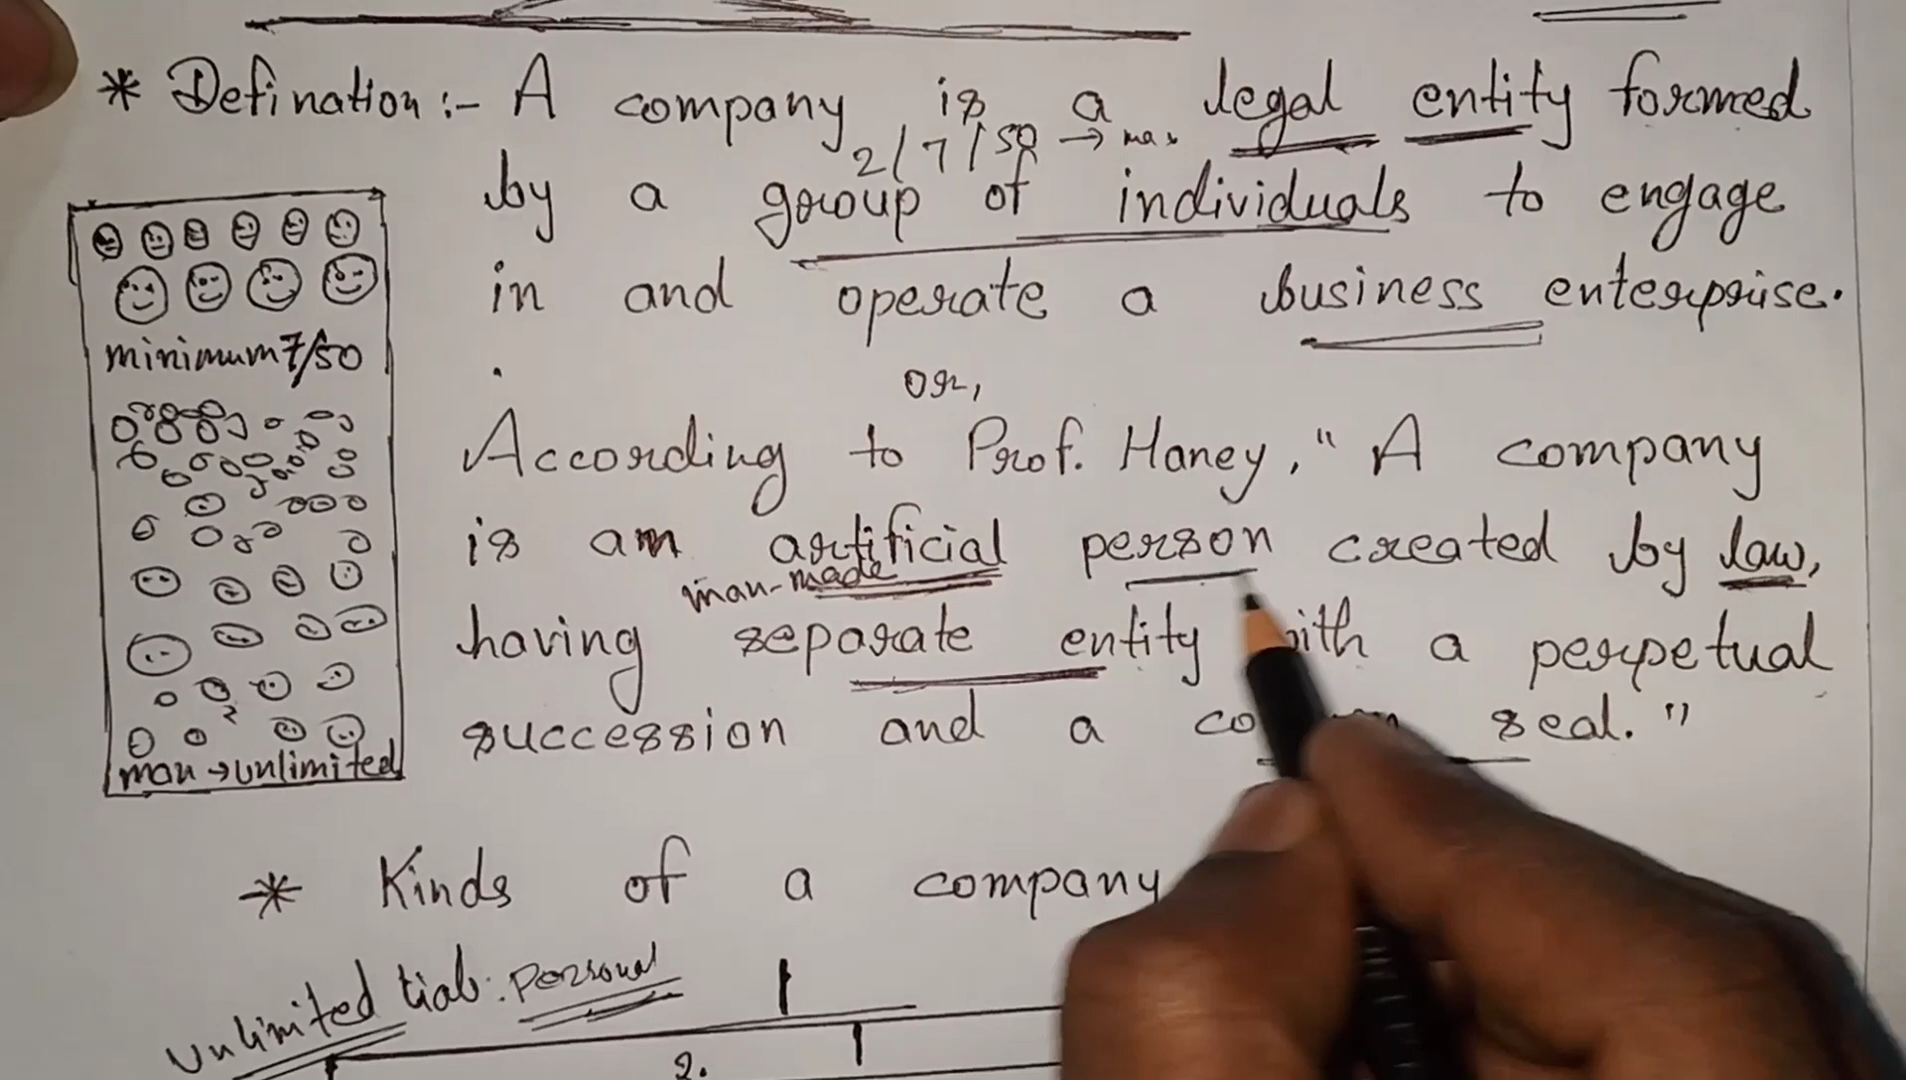 * Defination :- A company is a legal entity formed
2/7/50 → max
by a group of individuals to engage
in and operate a business enterprise.
or,
According to Prof. Haney, "A company
is an artificial person created by law,
man-made
having separate entity with a perpetual
succession and a seal."
minimum 7/50
→ unlimited
* Kinds of a company
Unlimited liab: personal
2.